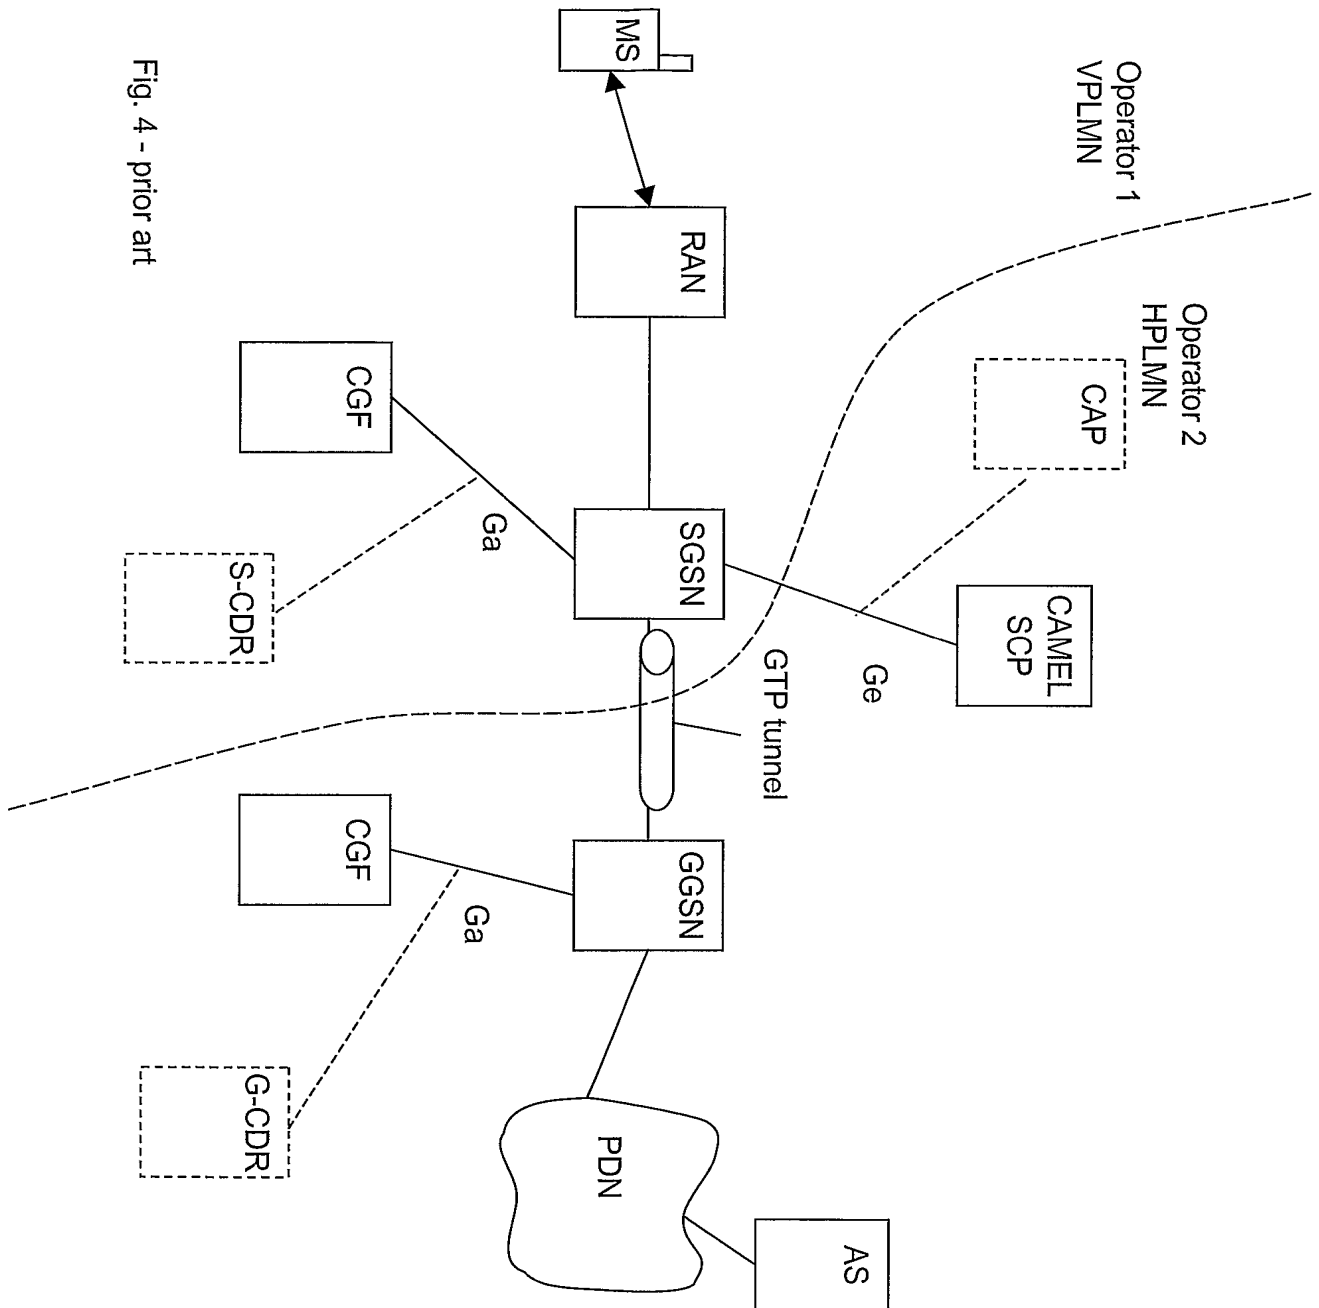 Operator 1
VPLMN
Operator 2
HPLMN
CAP
CAMEL
SCP
Ge
GTP tunnel
MS
RAN
SGSN
GGSN
PDN
AS
CGF
Ga
S-CDR
CGF
Ga
G-CDR
Fig. 4 - prior art